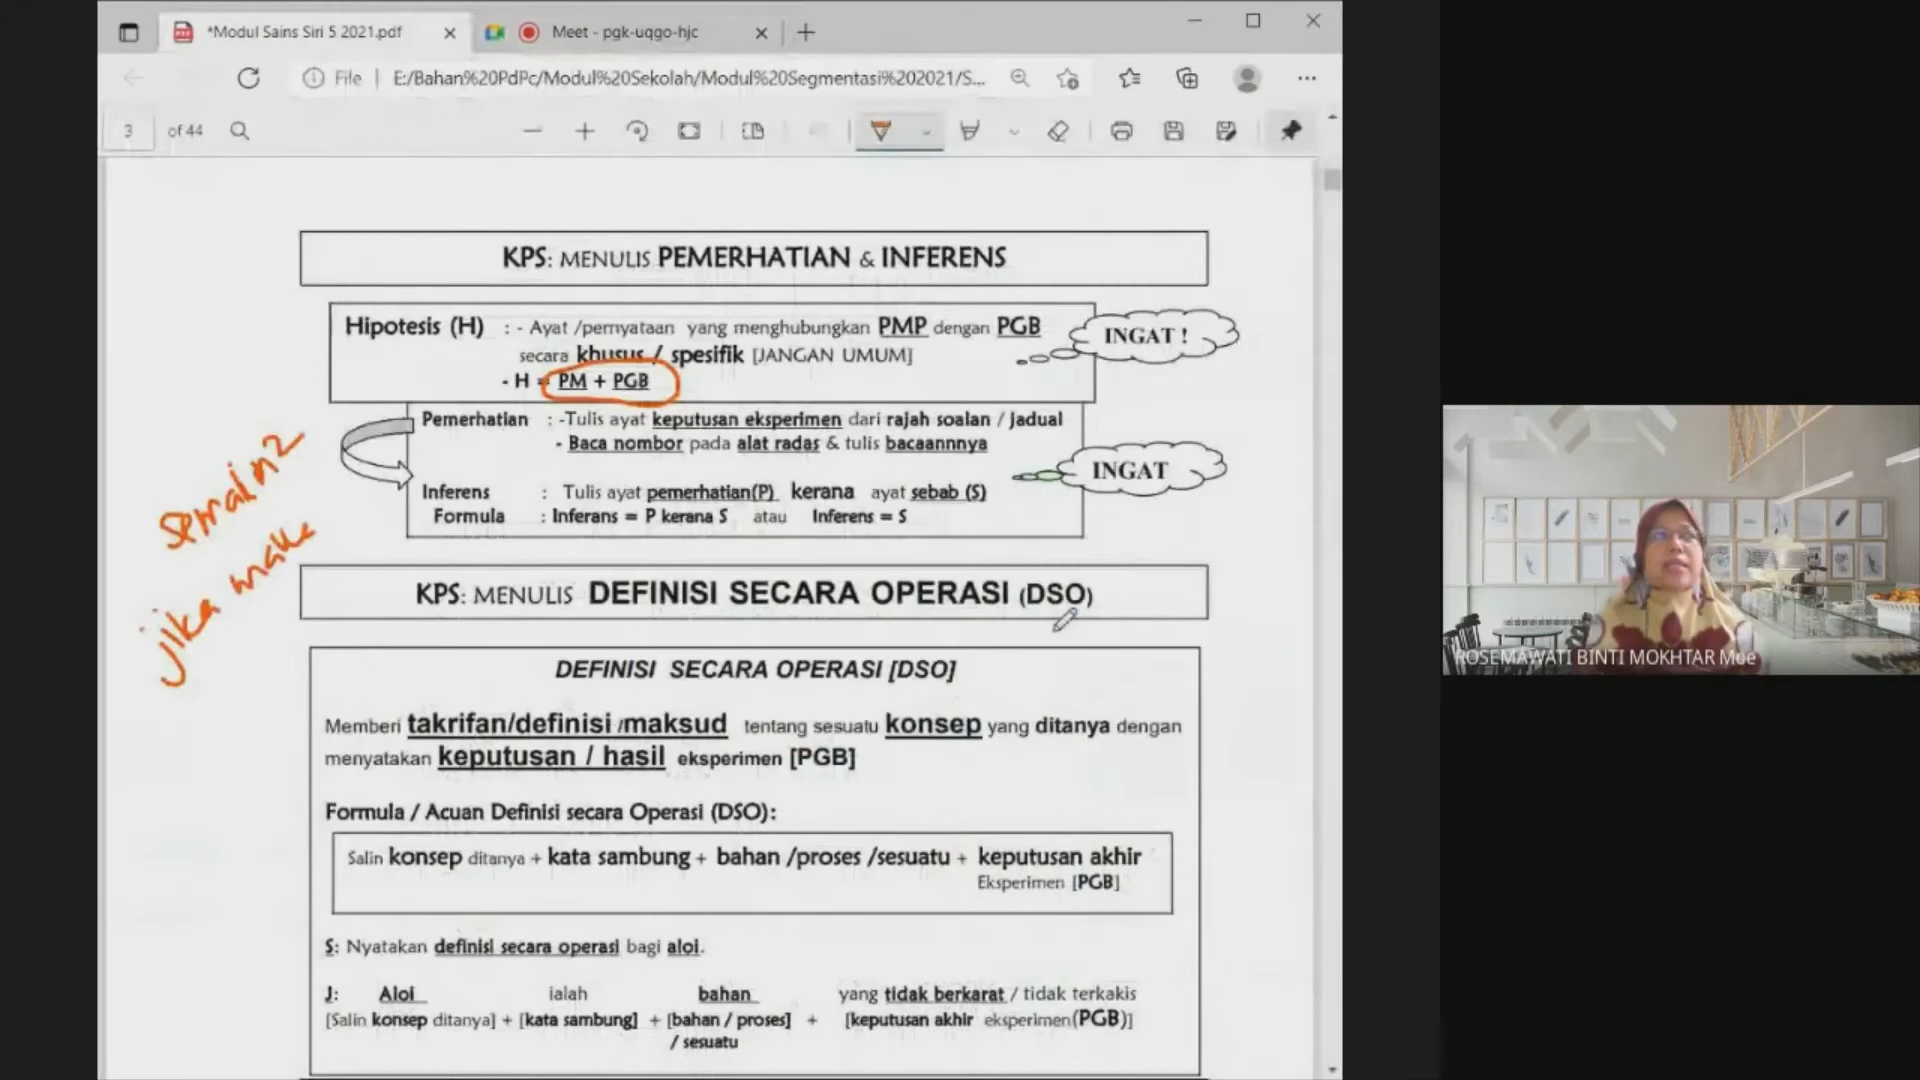 *Modul Sains Siri 5 2021.pdf
Meet - pgk-uqgo-hjc
File
E:/Bahan%20PdPc/Modul%20Sekolah/Modul%20Segmentasi%202021/S...
3 of 44
KPS: MENULIS PEMERHATIAN & INFERENS
Hipotesis (H) : - Ayat /pernyataan yang menghubungkan PMP dengan PGB
secara khusus / spesifik [JANGAN UMUM]
- H = PM + PGB
INGAT !
Pemerhatian : -Tulis ayat keputusan eksperimen dari rajah soalan / jadual
- Baca nombor pada alat radas & tulis bacaannnya
INGAT
Inferens : Tulis ayat pemerhatian(P) kerana ayat sebab (S)
Formula : Inferans = P kerana S atau Inferens = S
jika maka
KPS: MENULIS DEFINISI SECARA OPERASI (DSO)
DEFINISI SECARA OPERASI [DSO]
Memberi takrifan/definisi /maksud tentang sesuatu konsep yang ditanya dengan
menyatakan keputusan / hasil eksperimen [PGB]
Formula / Acuan Definisi secara Operasi (DSO):
Salin konsep ditanya + kata sambung + bahan /proses /sesuatu + keputusan akhir
Eksperimen [PGB]
S: Nyatakan definisi secara operasi bagi aloi.
J: Aloi ialah bahan yang tidak berkarat / tidak terkakis
[Salin konsep ditanya] + [kata sambung] + [bahan / proses] + [keputusan akhir eksperimen(PGB)]
/ sesuatu
ROSEMAWATI BINTI MOKHTAR Moe